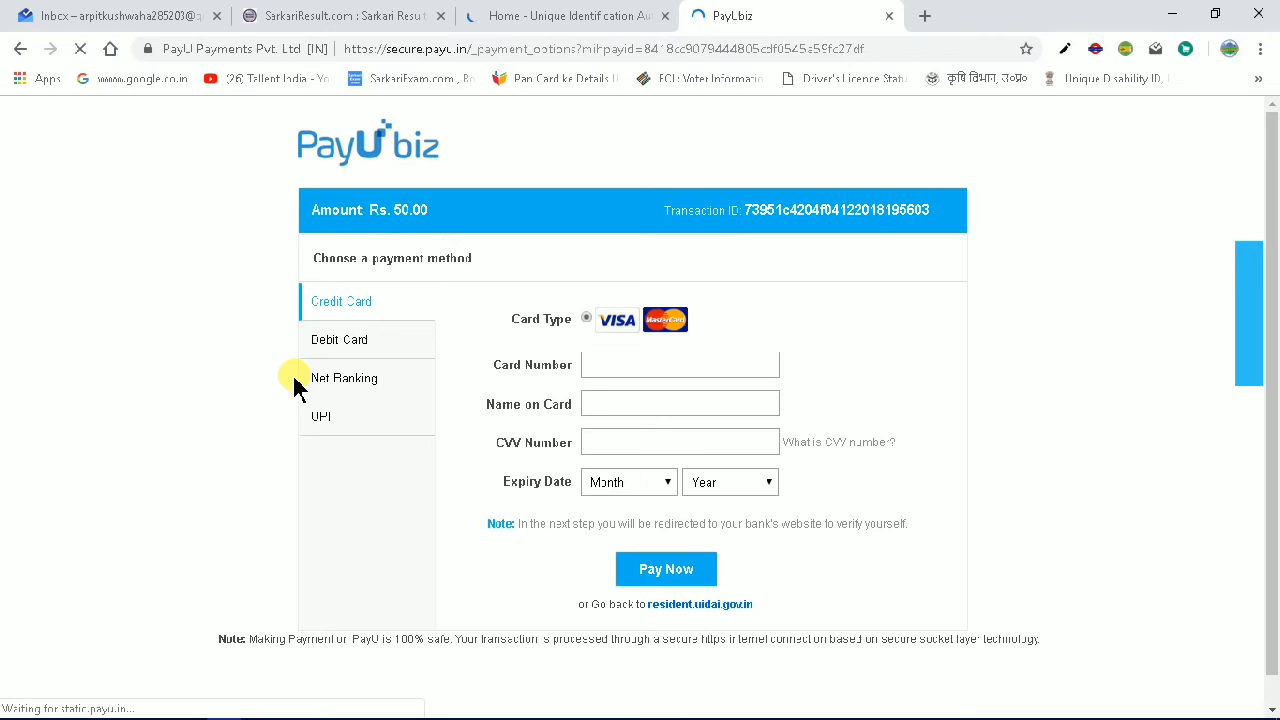 Inbox – arpitkushwaha285203@g
SarkariResult.com : Sarkari Resu
Home - Unique Identification Aut
PayUbiz
PayU Payments Pvt. Ltd. [IN] https://secure.payu.in/_payment_options?mihpayid=
Apps
www.google.co.in
(26) Tallent India - Yo
SarkariExam.com, Ro
Pan Card ke Details U
ECI: Voter Informatio
Driver's Licence Statu
कृषि विभाग, उ०प्र०
Unique Disability ID,
»
PayU biz
Amount: Rs. 50.00
Transaction ID: 73951c4204f04122018195603
Choose a payment method
Credit Card
Debit Card
Net Banking
UPI
Card Type VISA MasterCard
Card Number
Name on Card
CVV Number What is CVV number?
Expiry Date Month Year
Note: In the next step you will be redirected to your bank's website to verify yourself.
Pay Now
or Go back to resident.uidai.gov.in
Note: Making Payment on PayU is 100% safe. Your transaction is processed through a secure https internet connection based on secure socket layer technology.
Waiting for static.payu.in...